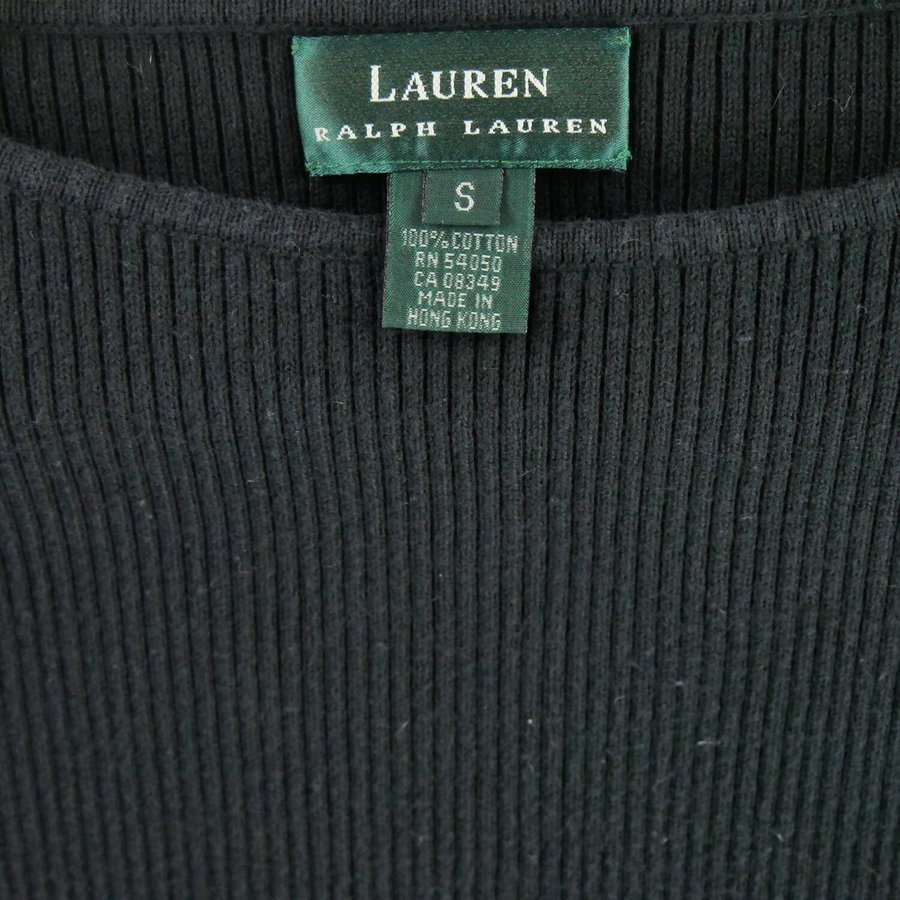 LAUREN
RALPH LAUREN
S
100% COTTON
RN 54050
CA 08349
MADE IN
HONG KONG